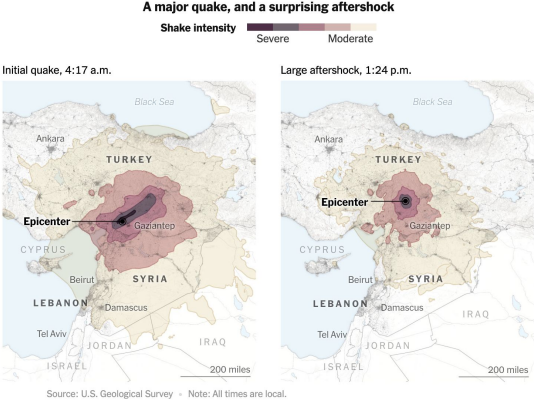 A major quake, and a surprising aftershock
Shake intensity
Severe
Moderate
Initial quake, 4:17 a.m.
Black Sea
Ankara
TURKEY
Epicenter
Gaziantep
CYPRUS
SYRIA
Beirut
LEBANON
Damascus
Tel Aviv
IRAQ
JORDAN
ISRAEL
200 miles
Large aftershock, 1:24 p.m.
Black Sea
Ankara
TURKEY
Epicenter
Gaziantep
CYPRUS
SYRIA
Beirut
LEBANON
Damascus
Tel Aviv
IRAQ
JORDAN
ISRAEL
200 miles
Source: U.S. Geological Survey • Note: All times are local.